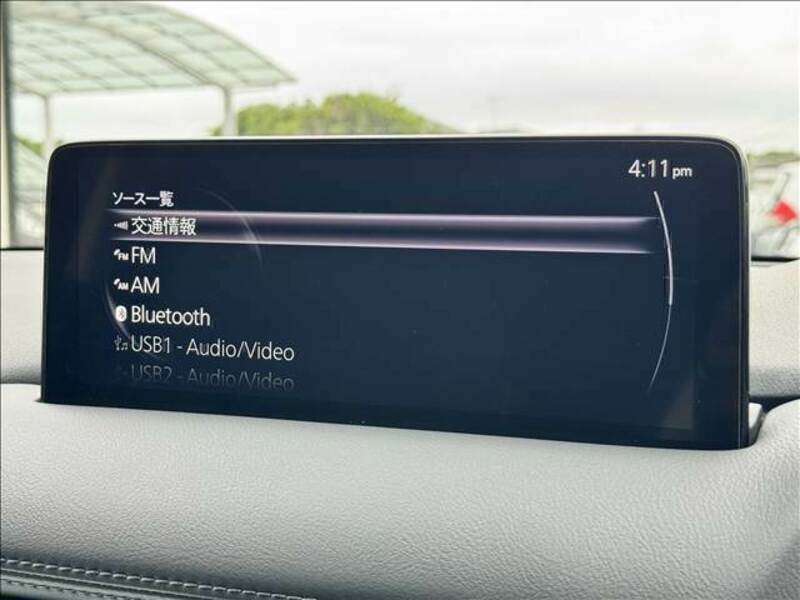 4:11 pm
ソース一覧
交通情報
FM
AM
Bluetooth
USB1 - Audio/Video
USB2 - Audio/Video